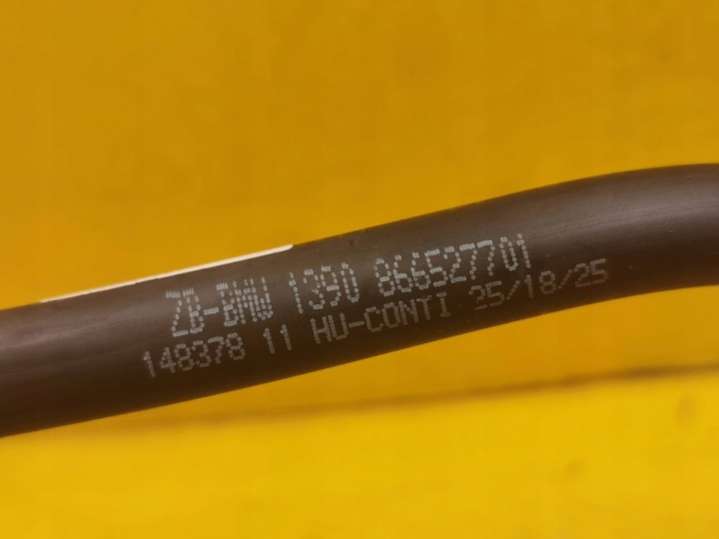 ZB-BMW 1390 866527701
148378 11 HU-CONTI 25/18/25